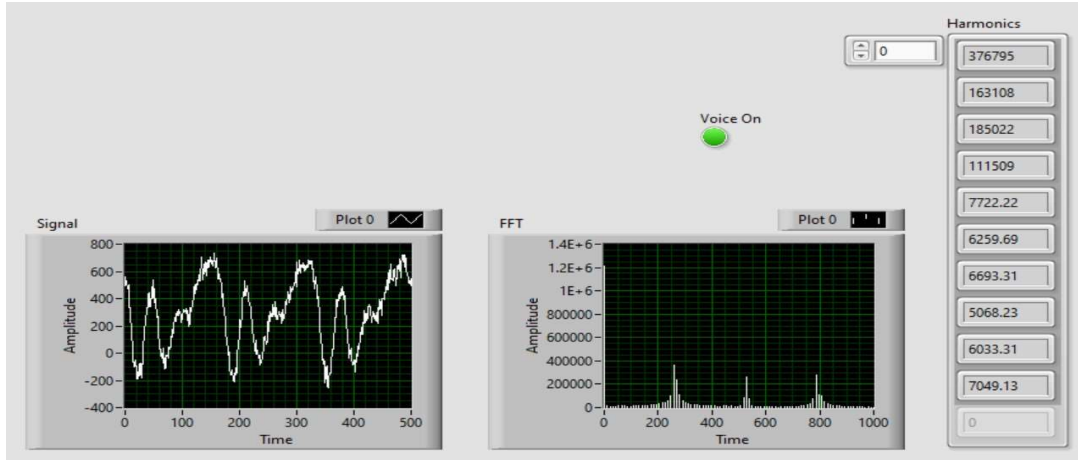 Harmonics
0
376795
163108
185022
111509
7722.22
6259.69
6693.31
5068.23
6033.31
7049.13
0
Voice On
Signal
Plot 0
800
600
400
200
0
-200
-400
Amplitude
0 100 200 300 400 500
Time
FFT
Plot 0
1.4E+6
1.2E+6
1E+6
800000
600000
400000
200000
0
Amplitude
0 200 400 600 800 1000
Time